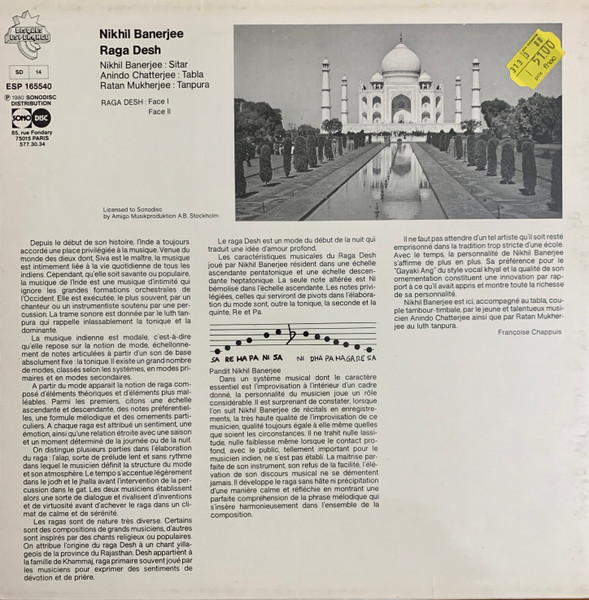 DISQUES
ESPERANCE
SD 14
ESP 165540
Ⓟ 1980 SONODISC
DISTRIBUTION
SONO DISC
85, rue Fondary
75015 PARIS
577.30.34
Nikhil Banerjee
Raga Desh
Nikhil Banerjee : Sitar
Anindo Chatterjee : Tabla
Ratan Mukherjee : Tanpura
RAGA DESH : Face I
Face II
Licensed to Sonodisc
by Amigo Musikproduktion A.B. Stockholm
313 3 88
5100
prix fnac
Depuis le début de son histoire, l'Inde a toujours
accordé une place privilégiée à la musique. Venue du
monde des dieux dont, Siva est le maître, la musique
est intimement liée à la vie quotidienne de tous les
indiens. Cependant, qu'elle soit savante ou populaire,
la musique de l'Inde est une musique d'intimité qui
ignore les grandes formations orchestrales de
l'Occident. Elle est exécutée, le plus souvent, par un
chanteur ou un instrumentiste soutenu par une per-
cussion. La trame sonore est donnée par le luth tan-
pura qui rappelle inlassablement la tonique et la
dominante.
La musique indienne est modale, c'est-à-dire
qu'elle repose sur la notion de mode, échellonne-
ment de notes articulées à partir d'un son de base
absolument fixe : la tonique. Il existe un grand nombre
de modes, classés selon les systèmes, en modes pri-
maires et en modes secondaires.
A partir du mode apparaît la notion de raga com-
posé d'éléments théoriques et d'éléments plus mal-
léables. Parmi les premiers, citons une échelle
ascendante et descendante, des notes préférentiel-
les, une formule mélodique et des ornements parti-
culiers. A chaque raga est attribué un sentiment, une
émotion, ainsi qu'une relation étroite avec une saison
et un moment déterminé de la journée ou de la nuit.
On distingue plusieurs parties dans l'élaboration
du raga : l'alap, sorte de prélude lent et sans rythme
dans lequel le musicien définit la structure du mode
et son atmosphère. Le tempo s'accentue légèrement
dans le jodh et le jhalla avant l'intervention de la per-
cussion dans le gat. Les deux musiciens établissent
alors une sorte de dialogue et rivalisent d'inventions
et de virtuosité avant d'achever le raga dans un cli-
mat de calme et de sérénité.
Les ragas sont de nature très diverse. Certains
sont des compositions de grands musiciens, d'autres
sont inspirés par des chants religieux ou populaires.
On attribue l'origine du raga Desh à un chant villa-
geois de la province du Rajasthan. Desh appartient à
la famille de Khammaj, raga primaire souvent joué par
les musiciens pour exprimer des sentiments de
dévotion et de prière.
Le raga Desh est un mode du début de la nuit qui
traduit une idée d'amour profond.
Les caractéristiques musicales du Raga Desh
joué par Nikhil Banerjee résident dans une échelle
ascendante pentatonique et une échelle descen-
dante heptatonique. La seule note altérée est Ni
bémolisé dans l'échelle ascendante. Les notes privi-
légiées, celles qui serviront de pivots dans l'élabora-
tion du mode sont, outre la tonique, la seconde et la
quinte, Re et Pa.
SA RE MA PA NI SA NI DHA PA MA GA RE SA
Pandit Nikhil Banerjee
Dans un système musical dont le caractère
essentiel est l'improvisation à l'intérieur d'un cadre
donné, la personnalité du musicien joue un rôle
considérable. Il est surprenant de constater, lorsque
l'on suit Nikhil Banerjee de récitals en enregistre-
ments, la très haute qualité de l'improvisation de ce
musicien, qualité toujours égale à elle même quelles
que soient les circonstances. Il ne trahit nulle lassi-
tude, nulle faiblesse même lorsque le contact pro-
fond, avec le public, tellement important pour le
musicien indien, ne s'est pas établi. La maîtrise par-
faite de son instrument, son refus de la facilité, l'élé-
vation de son discours musical ne se démentent
jamais. Il développe le raga sans hâte ni précipitation
d'une manière calme et réfléchie en montrant une
parfaite compréhension de la phrase mélodique qui
s'insère harmonieusement dans l'ensemble de la
composition.
Il ne faut pas attendre d'un tel artiste qu'il soit resté
emprisonné dans la tradition trop stricte d'une école.
Avec le temps, la personnalité de Nikhil Banerjee
s'affirme de plus en plus. Sa préférence pour le
"Gayaki Ang" du style vocal khyal et la qualité de son
ornementation constituent une innovation par rap-
port à ce qu'il avait appris et montre toute la richesse
de sa personnalité.
Nikhil Banerjee est ici, accompagné au tabla, cou-
ple tambour-timbale, par le jeune et talentueux musi-
cien Anindo Chatterjee ainsi que par Ratan Mukher-
jee au luth tanpura.
Françoise Chappuis